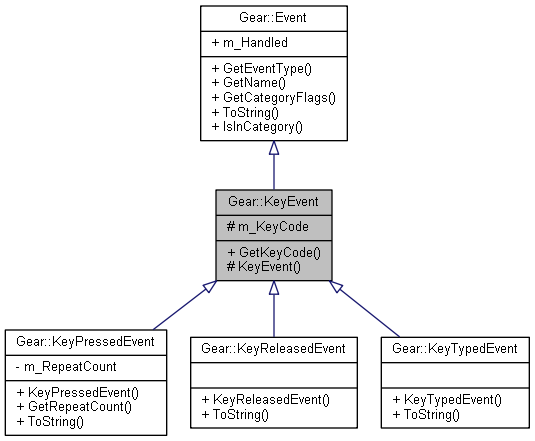 Gear::Event
+ m_Handled
+ GetEventType()
+ GetName()
+ GetCategoryFlags()
+ ToString()
+ IsInCategory()
Gear::KeyEvent
# m_KeyCode
+ GetKeyCode()
# KeyEvent()
Gear::KeyPressedEvent
- m_RepeatCount
+ KeyPressedEvent()
+ GetRepeatCount()
+ ToString()
Gear::KeyReleasedEvent
+ KeyReleasedEvent()
+ ToString()
Gear::KeyTypedEvent
+ KeyTypedEvent()
+ ToString()